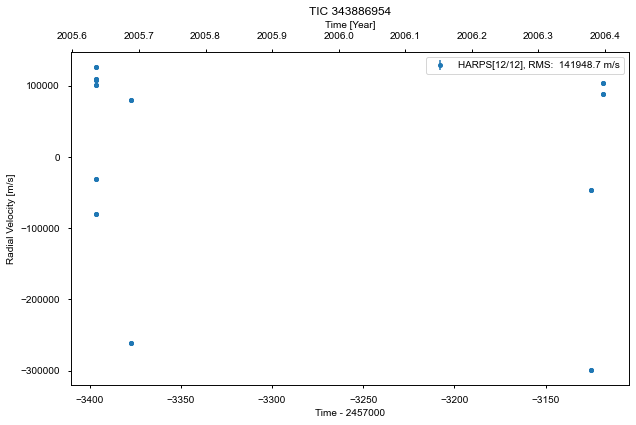 TIC 343886954
Time [Year]
2005.6 2005.7 2005.8 2005.9 2006.0 2006.1 2006.2 2006.3 2006.4
HARPS[12/12], RMS: 141948.7 m/s
100000
0
−100000
−200000
−300000
Radial Velocity [m/s]
−3400 −3350 −3300 −3250 −3200 −3150
Time - 2457000